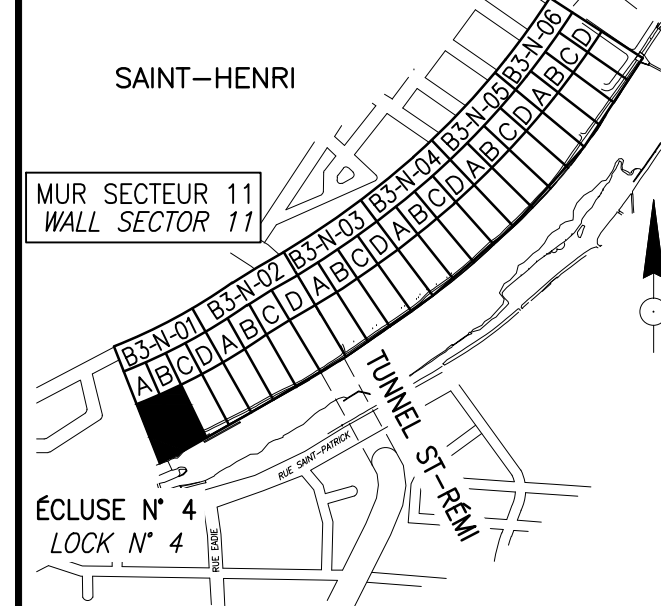 SAINT-HENRI
MUR SECTEUR 11
WALL SECTOR 11
B3-N-01
A B C D
B3-N-02
A B C D
B3-N-03
A B C D
B3-N-04
A B C D
B3-N-05
A B C D
B3-N-06
A B C D
TUNNEL ST-RÉMI
RUE SAINT-PATRICK
ÉCLUSE N° 4
LOCK N° 4
RUE EADIE